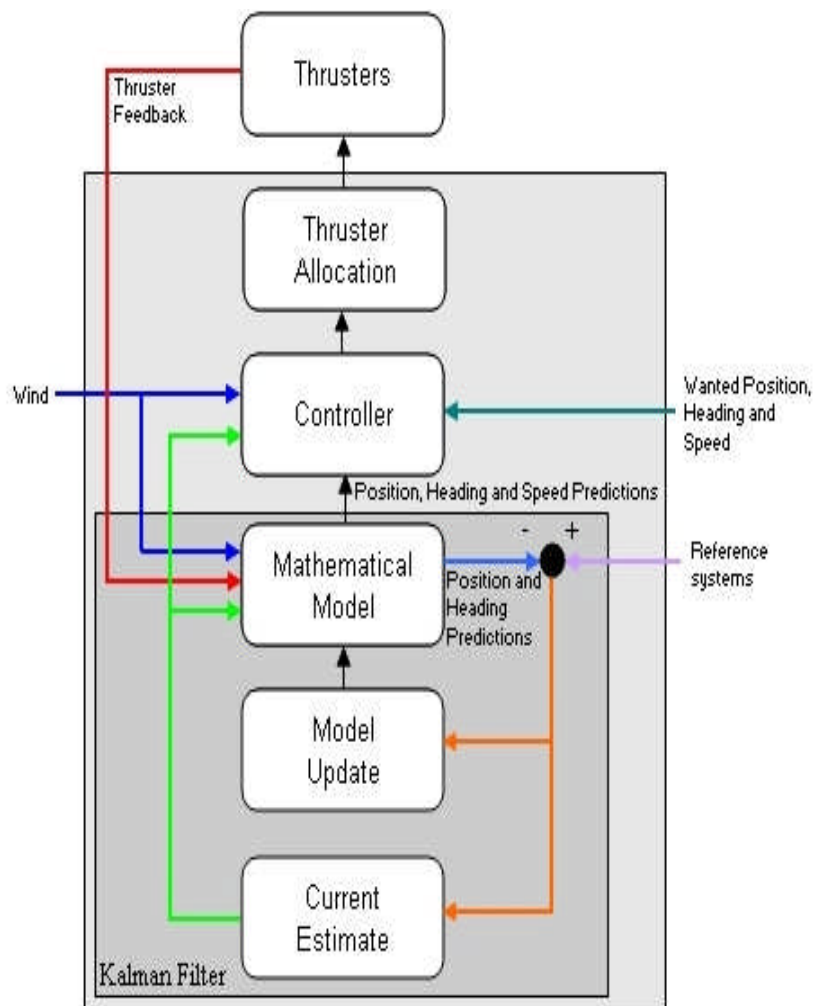 Thrusters
Thruster
Feedback
Thruster
Allocation
Wind
Controller
Wanted Position,
Heading and
Speed
Position, Heading and Speed Predictions
- +
Mathematical
Model
Position and
Heading
Predictions
Reference
systems
Model
Update
Current
Estimate
Kalman Filter